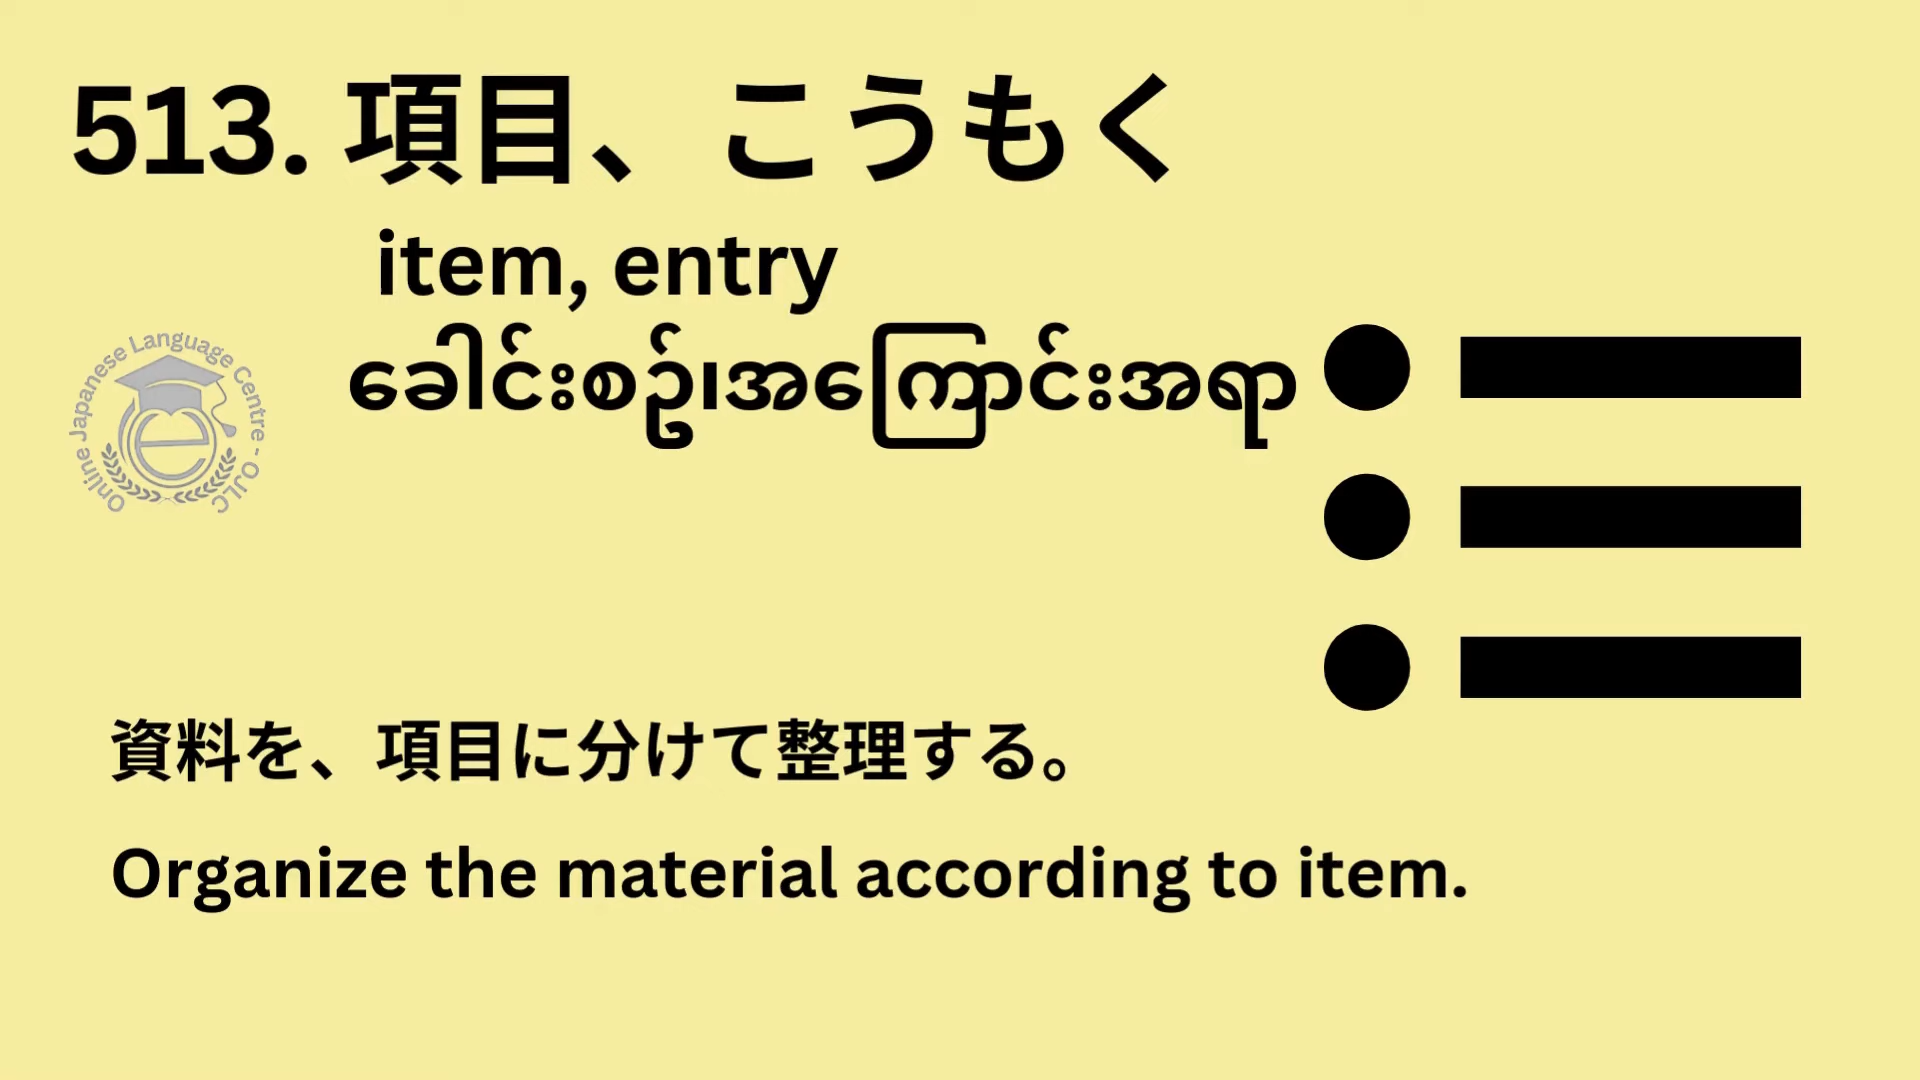 513. 項目、こうもく
item, entry
ခေါင်းစဥ်၊အကြောင်းအရာ
Online Japanese Language Centre - OJLC
e
資料を、項目に分けて整理する。
Organize the material according to item.